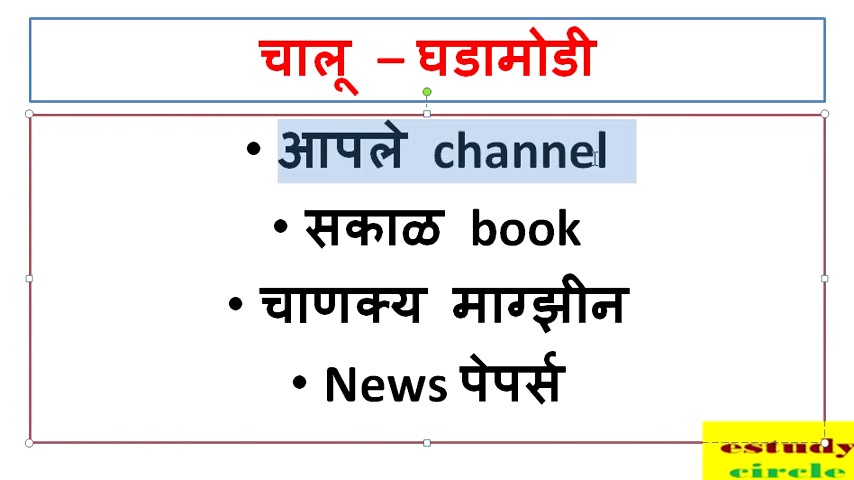 चालू – घडामोडी
• आपले channel
• सकाळ book
• चाणक्य माग्झीन
• News पेपर्स
estudy
circle